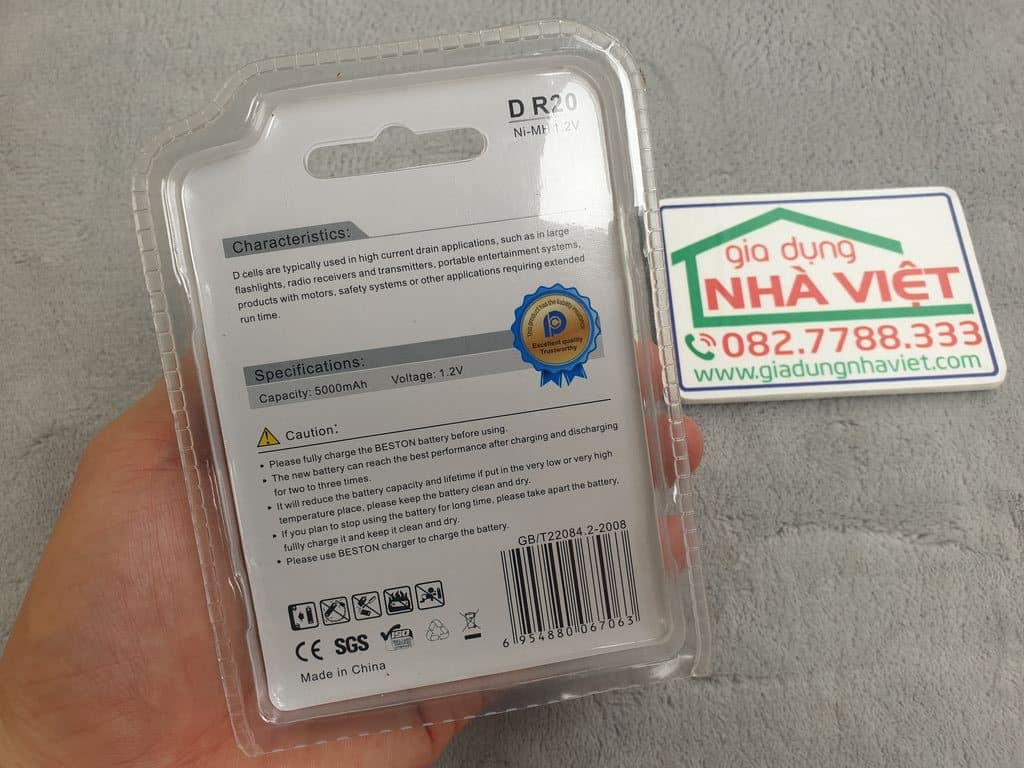 D R20
Ni-MH 1.2V
Characteristics:
D cells are typically used in high current drain applications, such as in large
flashlights, radio receivers and transmitters, portable entertainment systems,
products with motors, safety systems or other applications requiring extended
run time.
This product has the liability insurance
Excellent quality
Trustworthy
Specifications:
Capacity: 5000mAh Voltage: 1.2V
Caution:
• Please fully charge the BESTON battery before using.
• The new battery can reach the best performance after charging and discharging
for two to three times.
• It will reduce the battery capacity and lifetime if put in the very low or very high
temperature place, please keep the battery clean and dry.
• If you plan to stop using the battery for long time, please take apart the battery,
fullly charge it and keep it clean and dry.
• Please use BESTON charger to charge the battery.
GB/T22084.2-2008
6 954880 067063
CE SGS ISO
Made in China
gia dụng
NHÀ VIỆT
082.7788.333
www.giadungnhaviet.com